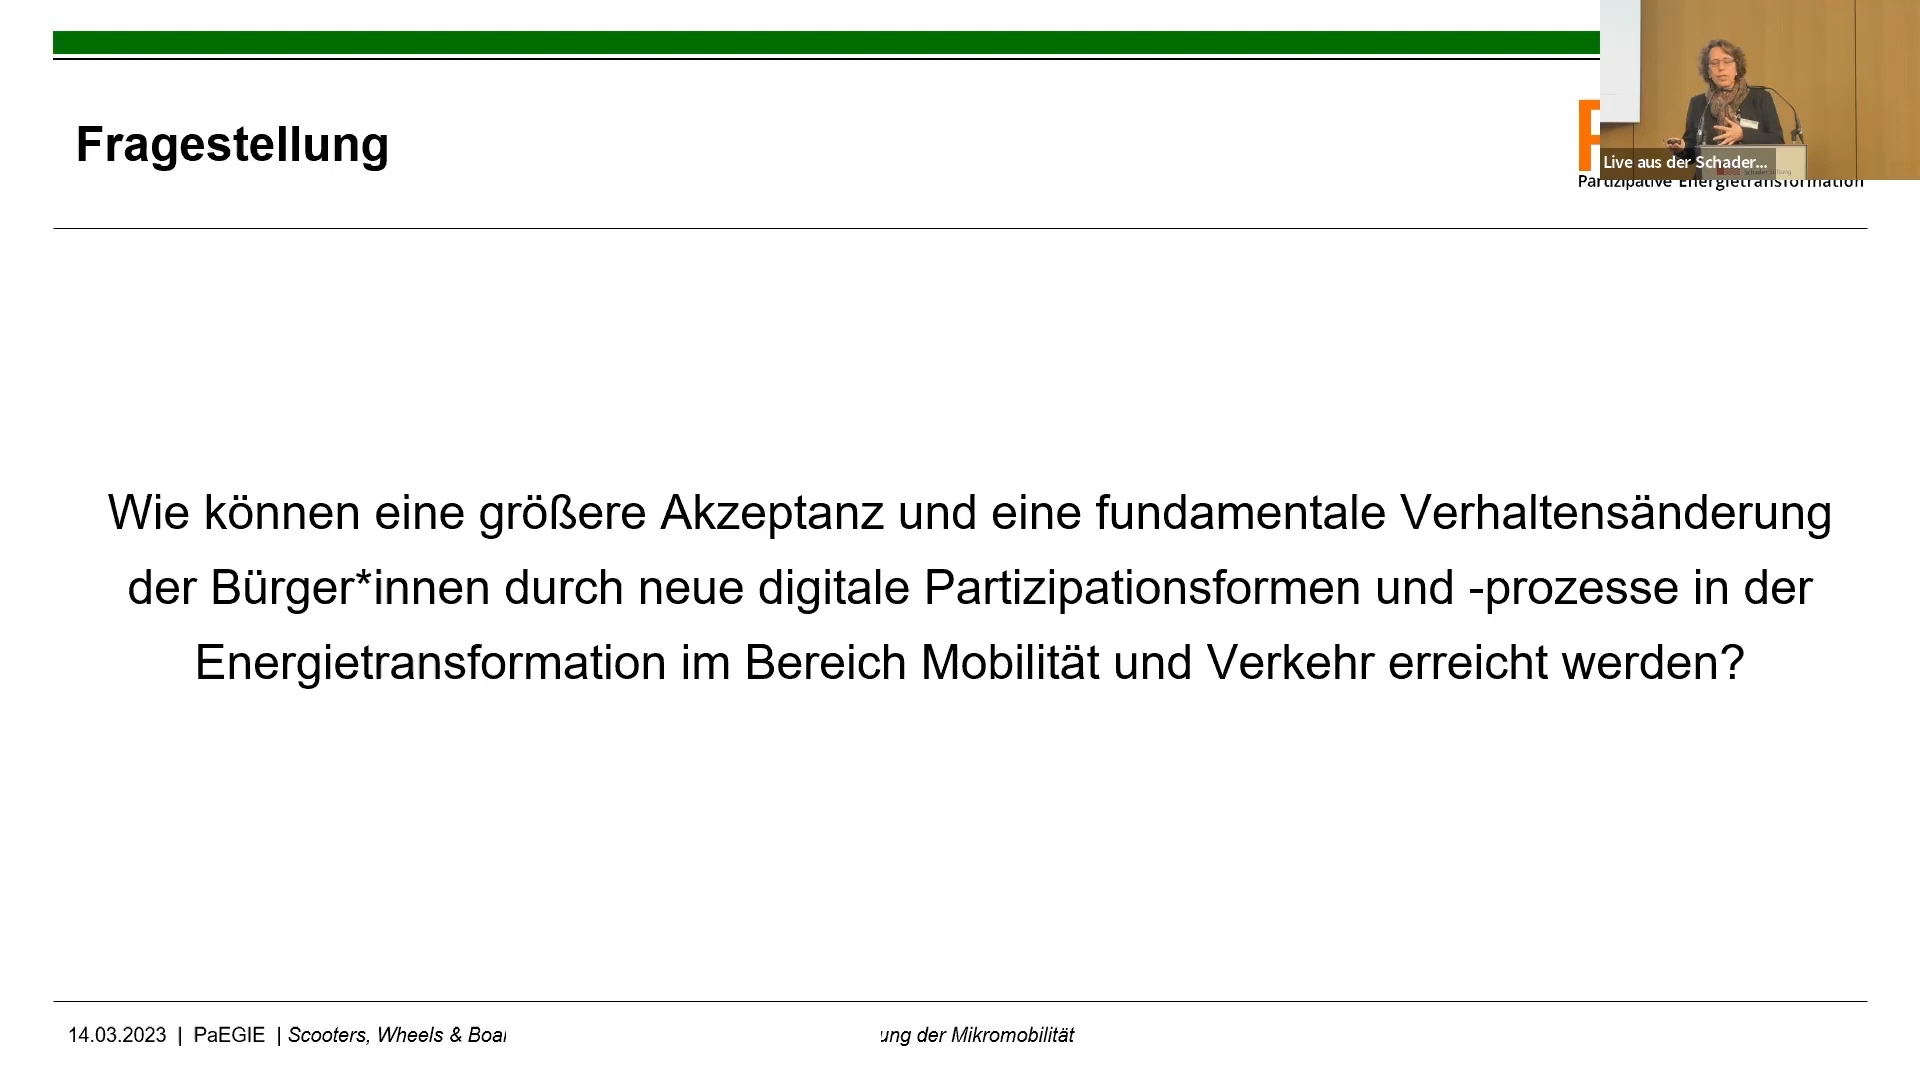 Fragestellung
Live aus der Schader...
Partizipative Energietransformation
Wie können eine größere Akzeptanz und eine fundamentale Verhaltensänderung
der Bürger*innen durch neue digitale Partizipationsformen und -prozesse in der
Energietransformation im Bereich Mobilität und Verkehr erreicht werden?
14.03.2023 | PaEGIE | Scooters, Wheels & Boar ung der Mikromobilität